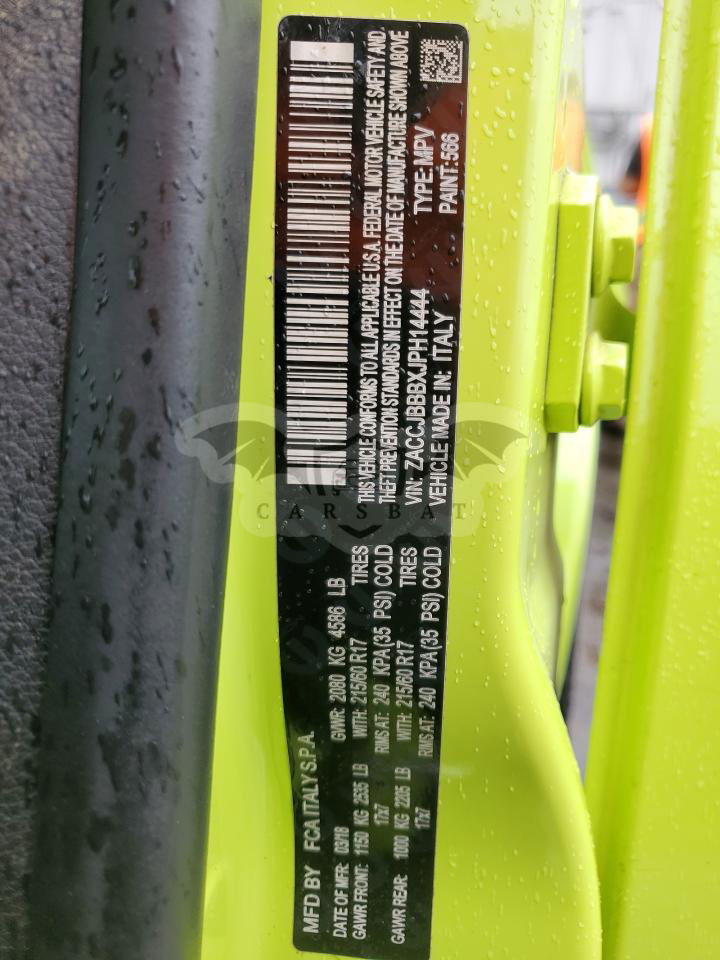 MFD BY FCA ITALY S.P.A.
DATE OF MFR: 03/18 GVWR: 2080 KG 4586 LB
GAWR FRONT: 1150 KG 2535 LB WITH: 215/60 R17 TIRES
17x7 RIMS AT: 240 KPA(35 PSI) COLD
GAWR REAR: 1000 KG 2205 LB WITH: 215/60 R17 TIRES
17x7 RIMS AT: 240 KPA(35 PSI) COLD
THIS VEHICLE CONFORMS TO ALL APPLICABLE U.S.A. FEDERAL MOTOR VEHICLE SAFETY AND.
THEFT PREVENTION STANDARDS IN EFFECT ON THE DATE OF MANUFACTURE SHOWN ABOVE
VIN: ZACCJBBBXJPH14444 TYPE: MPV
VEHICLE MADE IN: ITALY PAINT: 566
CARSBAT